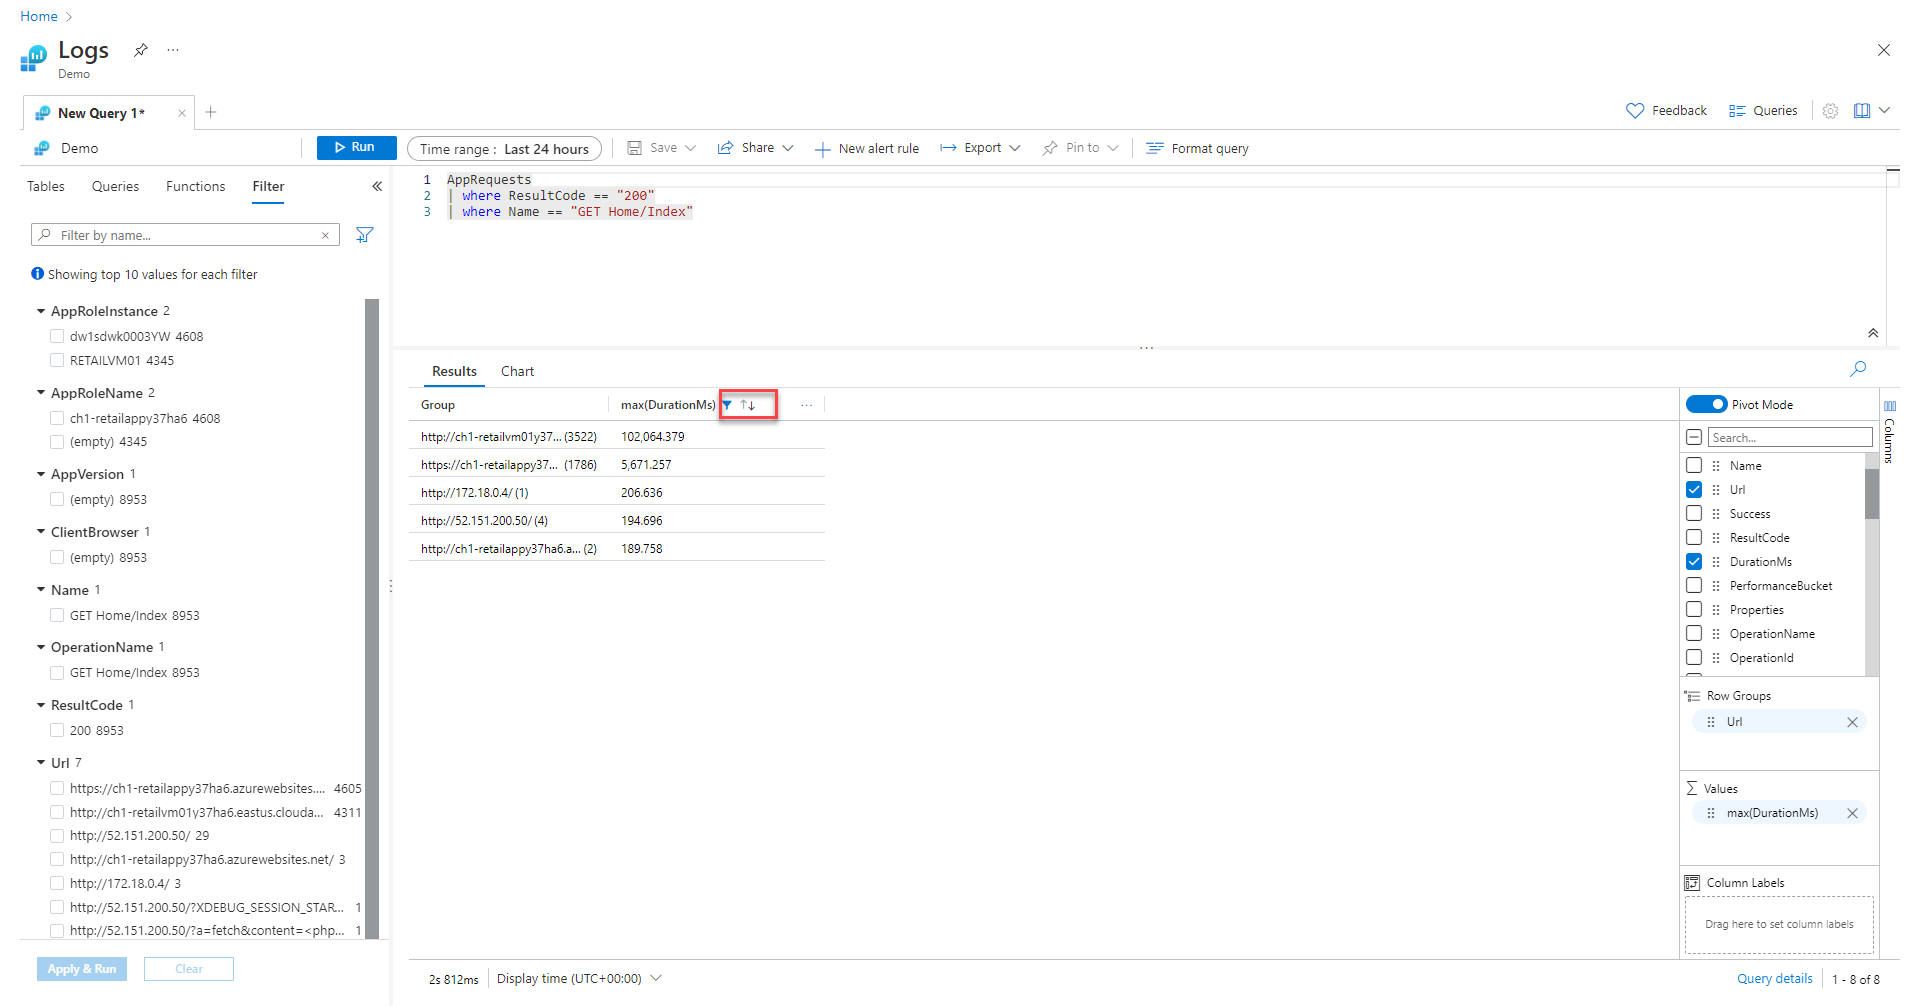 Home
Logs
Demo
New Query 1*
Feedback
Queries
Demo
Run
Time range : Last 24 hours
Save
Share
New alert rule
Export
Pin to
Format query
Tables
Queries
Functions
Filter
1 AppRequests
2 | where ResultCode == "200"
3 | where Name == "GET Home/Index"
Filter by name...
Showing top 10 values for each filter
AppRoleInstance 2
dw1sdwk0003YW 4608
RETAILVM01 4345
AppRoleName 2
ch1-retailappy37ha6 4608
(empty) 4345
AppVersion 1
(empty) 8953
ClientBrowser 1
(empty) 8953
Name 1
GET Home/Index 8953
OperationName 1
GET Home/Index 8953
ResultCode 1
200 8953
Url 7
https://ch1-retailappy37ha6.azurewebsites.... 4605
http://ch1-retailvm01y37ha6.eastus.clouda... 4311
http://52.151.200.50/ 29
http://ch1-retailappy37ha6.azurewebsites.net/ 3
http://172.18.0.4/ 3
http://52.151.200.50/?XDEBUG_SESSION_STAR... 1
http://52.151.200.50/?a=fetch&content=<php... 1
Apply & Run
Clear
Results
Chart
Group
max(DurationMs)
...
http://ch1-retailvm01y37... (3522) 102,064.379
https://ch1-retailappy37... (1786) 5,671.257
http://172.18.0.4/ (1) 206.636
http://52.151.200.50/ (4) 194.696
http://ch1-retailappy37ha6.a... (2) 189.758
Pivot Mode
Columns
Search...
Name
Url
Success
ResultCode
DurationMs
PerformanceBucket
Properties
OperationName
OperationId
Row Groups
Url
Values
max(DurationMs)
Column Labels
Drag here to set column labels
2s 812ms
Display time (UTC+00:00)
Query details
1 - 8 of 8